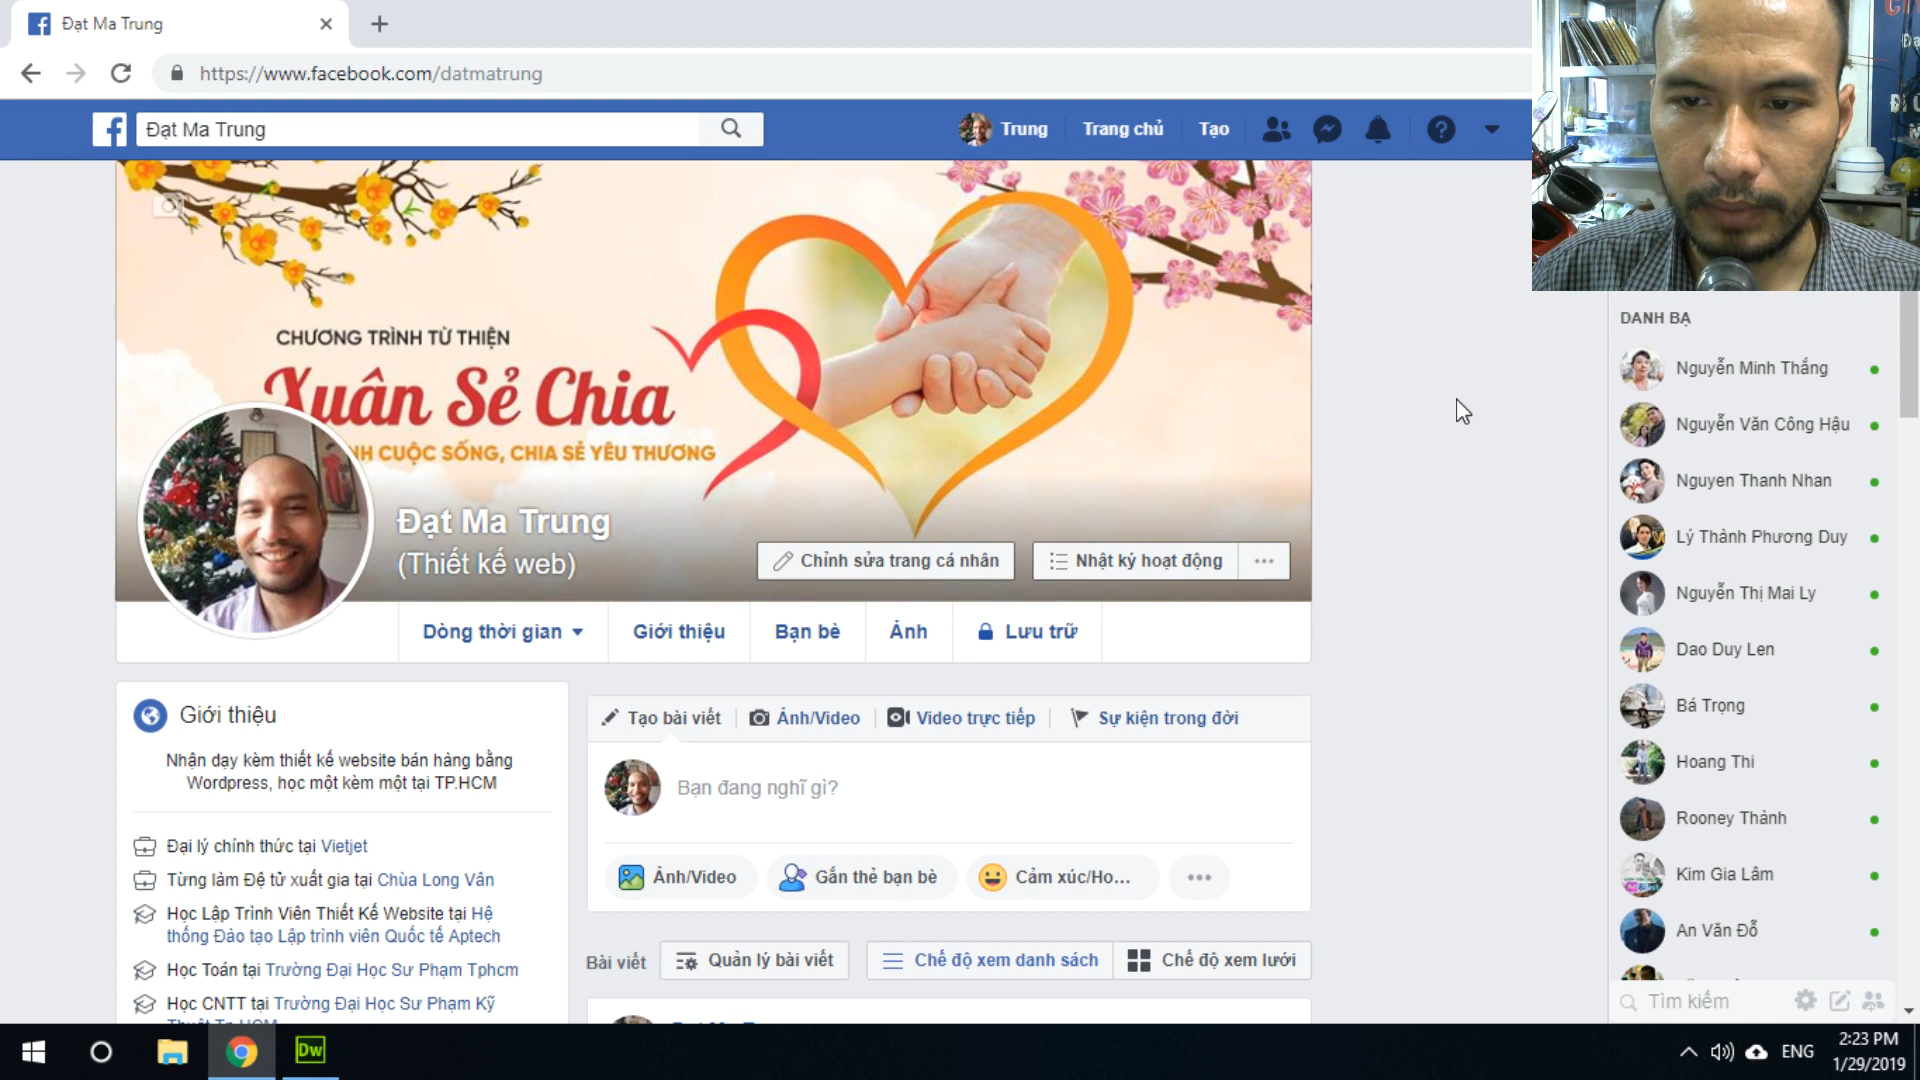 Đạt Ma Trung
https://www.facebook.com/datmatrung
Đạt Ma Trung
Trung
Trang chủ
Tạo
CHƯƠNG TRÌNH TỪ THIỆN
Xuân Sẻ Chia
NH CUỘC SỐNG, CHIA SẺ YÊU THƯƠNG
Đạt Ma Trung
(Thiết kế web)
Chỉnh sửa trang cá nhân
Nhật ký hoạt động
Dòng thời gian
Giới thiệu
Bạn bè
Ảnh
Lưu trữ
Giới thiệu
Nhận dạy kèm thiết kế website bán hàng bằng
Wordpress, học một kèm một tại TP.HCM
Đại lý chính thức tại Vietjet
Từng làm Đệ tử xuất gia tại Chùa Long Vân
Học Lập Trình Viên Thiết Kế Website tại Hệ
thống Đào tạo Lập trình viên Quốc tế Aptech
Học Toán tại Trường Đại Học Sư Phạm Tphcm
Học CNTT tại Trường Đại Học Sư Phạm Kỹ
Tạo bài viết
Ảnh/Video
Video trực tiếp
Sự kiện trong đời
Bạn đang nghĩ gì?
Ảnh/Video
Gắn thẻ bạn bè
Cảm xúc/Ho...
Bài viết
Quản lý bài viết
Chế độ xem danh sách
Chế độ xem lưới
DANH BẠ
Nguyễn Minh Thắng
Nguyễn Văn Công Hậu
Nguyen Thanh Nhan
Lý Thành Phương Duy
Nguyễn Thị Mai Ly
Dao Duy Len
Bá Trọng
Hoang Thi
Rooney Thành
Kim Gia Lâm
An Văn Đỗ
Tìm kiếm
Dw
ENG
2:23 PM
1/29/2019